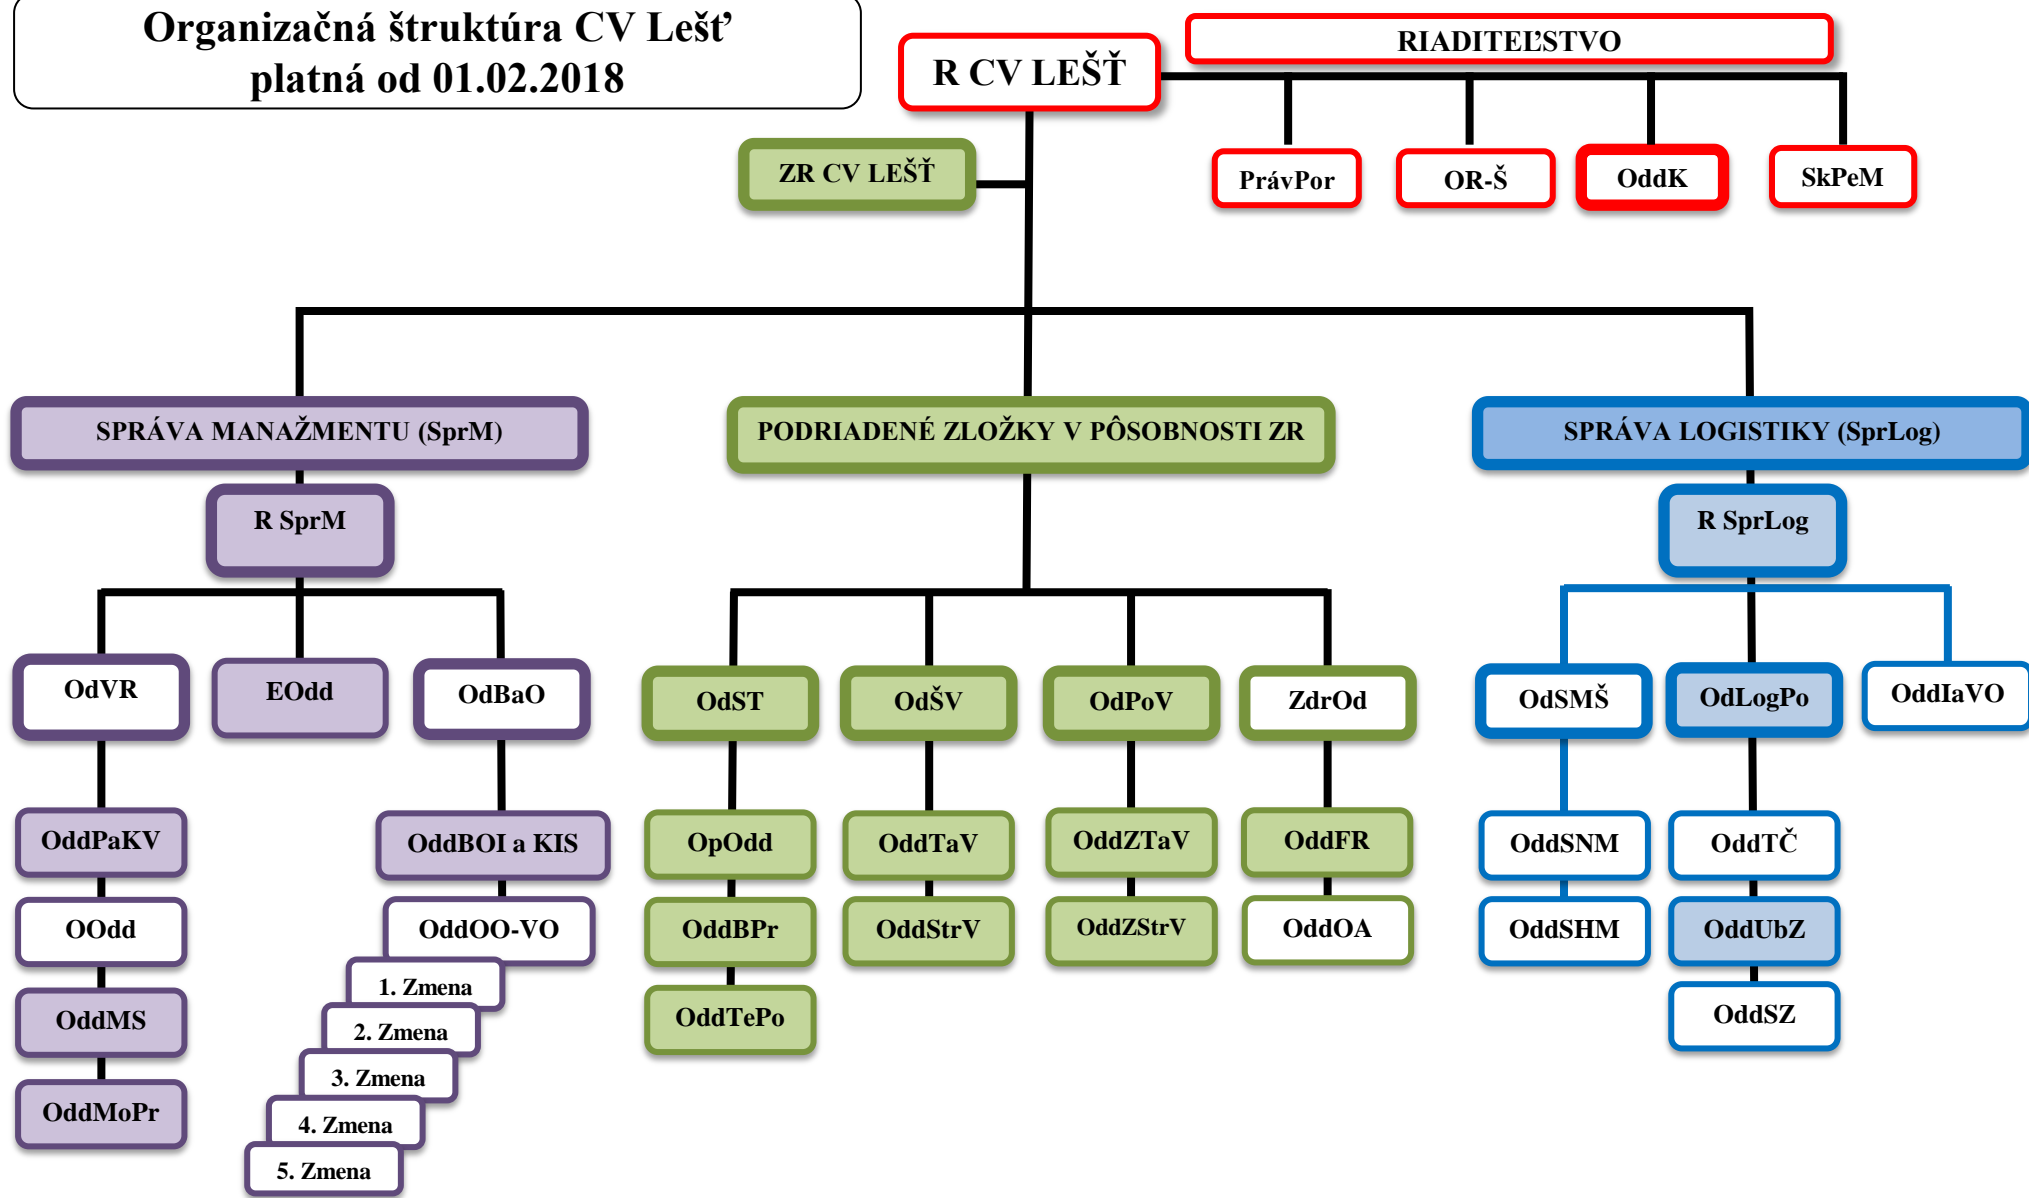 Organizačná štruktúra CV Lešť
platná od 01.02.2018
R CV LEŠŤ
RIADITEĽSTVO
ZR CV LEŠŤ
PrávPor
OR-Š
OddK
SkPeM
SPRÁVA MANAŽMENTU (SprM)
PODRIADENÉ ZLOŽKY V PÔSOBNOSTI ZR
SPRÁVA LOGISTIKY (SprLog)
R SprM
R SprLog
OdVR
EOdd
OdBaO
OdST
OdŠV
OdPoV
ZdrOd
OdSMŠ
OdLogPo
OddIaVO
OddPaKV
OddBOI a KIS
OpOdd
OddTaV
OddZTaV
OddFR
OddSNM
OddTČ
OOdd
OddOO-VO
OddBPr
OddStrV
OddZStrV
OddOA
OddSHM
OddUbZ
1. Zmena
OddMS
2. Zmena
OddTePo
OddSZ
3. Zmena
OddMoPr
4. Zmena
5. Zmena